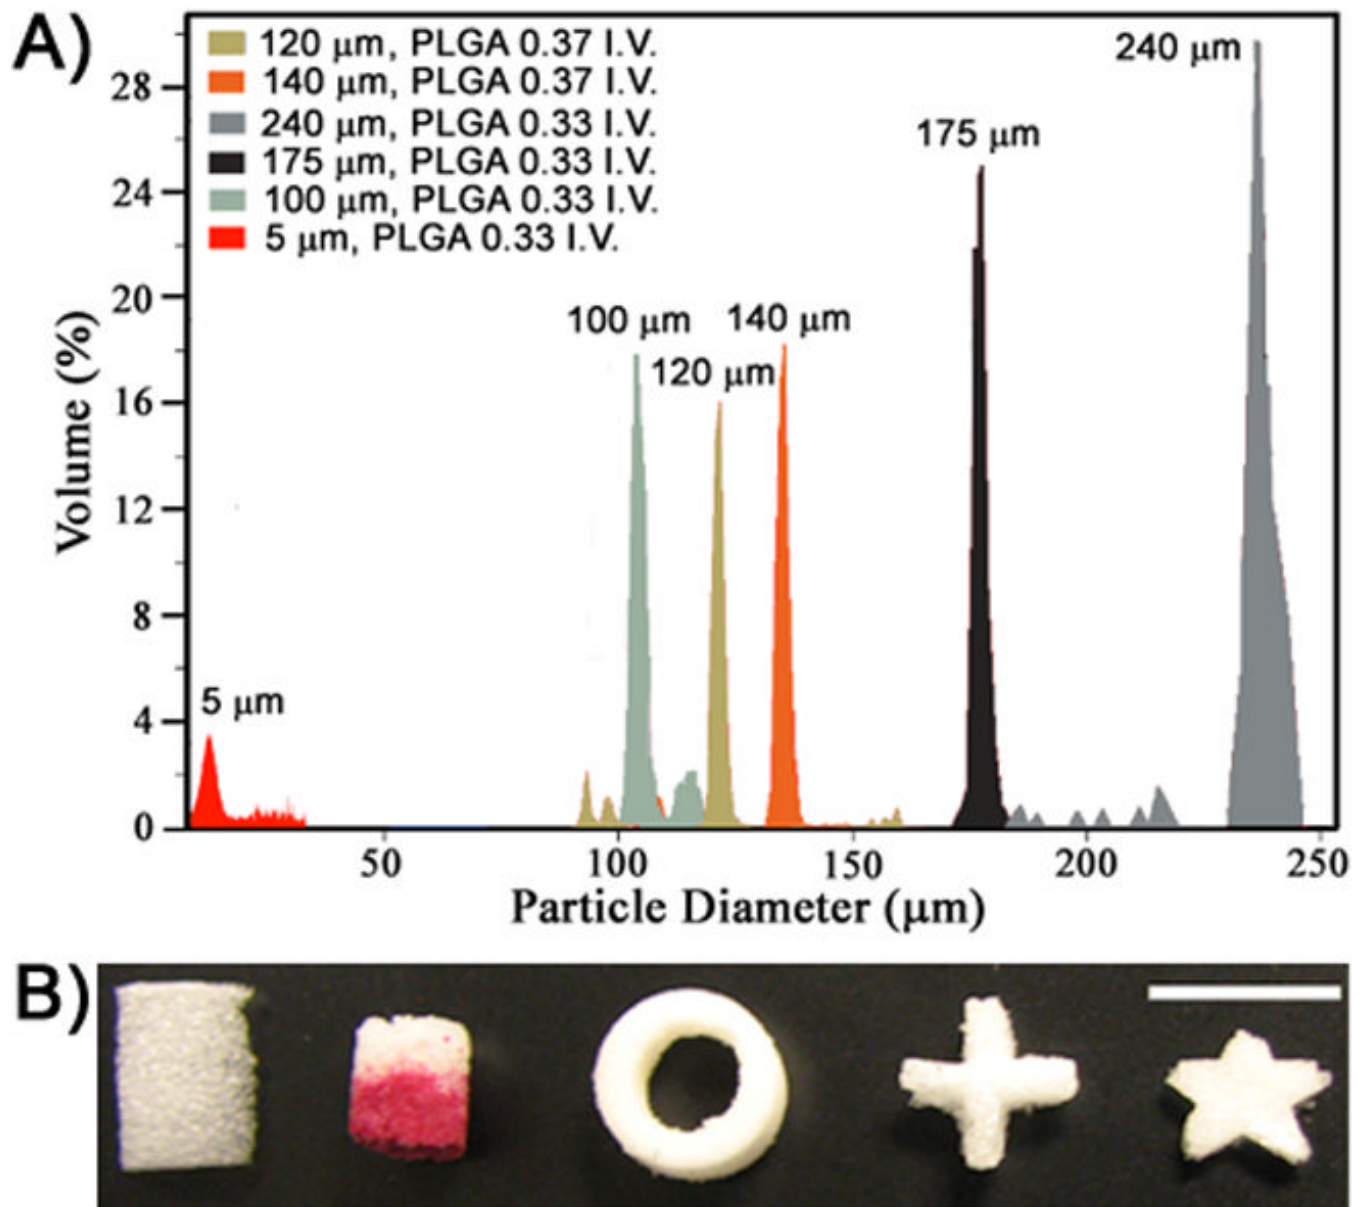 A)
120 μm, PLGA 0.37 I.V.
140 μm, PLGA 0.37 I.V.
240 μm, PLGA 0.33 I.V.
175 μm, PLGA 0.33 I.V.
100 μm, PLGA 0.33 I.V.
5 μm, PLGA 0.33 I.V.
240 μm
175 μm
100 μm
140 μm
120 μm
5 μm
Volume (%)
28
24
20
16
12
8
4
0
50
100
150
200
250
Particle Diameter (μm)
B)